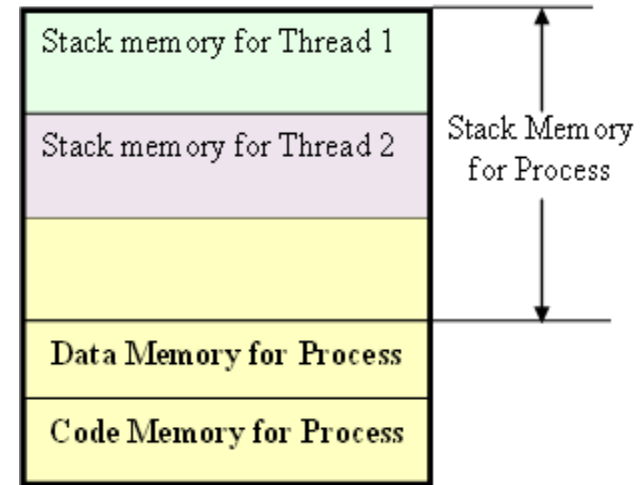 Stack memory for Thread 1
Stack memory for Thread 2
Stack Memory
for Process
Data Memory for Process
Code Memory for Process